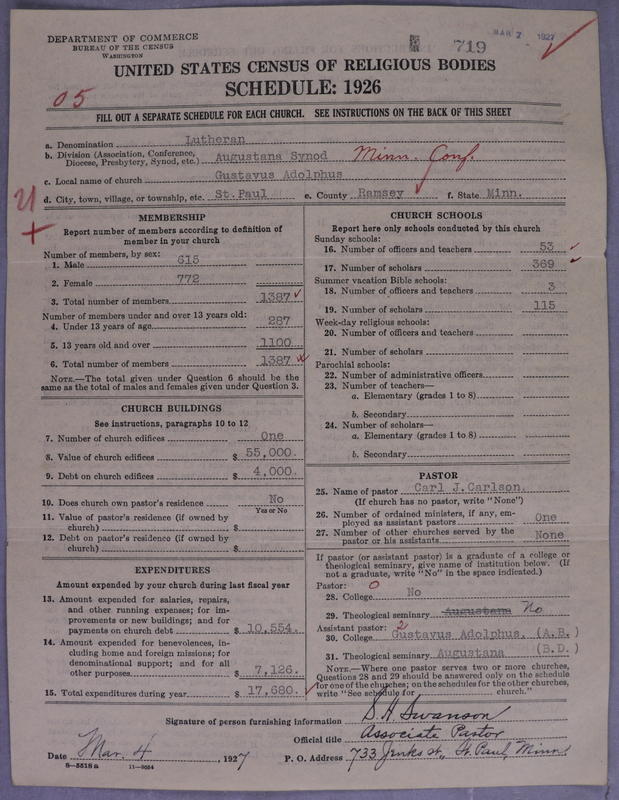 DEPARTMENT OF COMMERCE
BUREAU OF THE CENSUS
WASHINGTON
719
MAR 7 1927
UNITED STATES CENSUS OF RELIGIOUS BODIES
SCHEDULE: 1926
05
FILL OUT A SEPARATE SCHEDULE FOR EACH CHURCH. SEE INSTRUCTIONS ON THE BACK OF THIS SHEET
a. Denomination Lutheran
b. Division (Association, Conference, Diocese, Presbytery, Synod, etc.) Augustana Synod Minn. Conf.
c. Local name of church Gustavus Adolphus
d. City, town, village, or township, etc. St.Paul e. County Ramsey f. State Minn.
MEMBERSHIP
Report number of members according to definition of
member in your church
Number of members, by sex:
1. Male 615
2. Female 772
3. Total number of members 1387
Number of members under and over 13 years old:
4. Under 13 years of age 287
5. 13 years old and over 1100
6. Total number of members 1387
NOTE.—The total given under Question 6 should be the
same as the total of males and females given under Question 3.
CHURCH BUILDINGS
See instructions, paragraphs 10 to 12
7. Number of church edifices One
8. Value of church edifices $ 55,000.
9. Debt on church edifices $ 4,000.
10. Does church own pastor's residence No
Yes or No
11. Value of pastor's residence (if owned by
church) $
12. Debt on pastor's residence (if owned by
church) $
EXPENDITURES
Amount expended by your church during last fiscal year
13. Amount expended for salaries, repairs,
and other running expenses; for im-
provements or new buildings; and for
payments on church debt $ 10,554.
14. Amount expended for benevolences, in-
cluding home and foreign missions; for
denominational support; and for all
other purposes $ 7,126.
15. Total expenditures during year $ 17,680.
CHURCH SCHOOLS
Report here only schools conducted by this church
Sunday schools:
16. Number of officers and teachers 53
17. Number of scholars 369
Summer vacation Bible schools:
18. Number of officers and teachers 3
19. Number of scholars 115
Week-day religious schools:
20. Number of officers and teachers
21. Number of scholars
Parochial schools:
22. Number of administrative officers
23. Number of teachers—
a. Elementary (grades 1 to 8)
b. Secondary
24. Number of scholars—
a. Elementary (grades 1 to 8)
b. Secondary
PASTOR
25. Name of pastor Carl J.Carlson.
(If church has no pastor, write "None")
26. Number of ordained ministers, if any, em-
ployed as assistant pastors One
27. Number of other churches served by the
pastor or his assistants None
If pastor (or assistant pastor) is a graduate of a college or
theological seminary, give name of institution below. (If
not a graduate, write "No" in the space indicated.)
Pastor: 0
28. College No
29. Theological seminary Augustana No
Assistant pastor: 2
30. College Gustavus Adolphus. (A.B.)
31. Theological seminary Augustana (B.D.)
NOTE.—Where one pastor serves two or more churches,
Questions 28 and 29 should be answered only on the schedule
for one of the churches; on the schedules for the other churches,
write "See schedule for church."
Signature of person furnishing information S. H. Swanson
Official title Associate Pastor
Date Mar. 4 1927 P. O. Address 733 Jenks st, St. Paul, Minn.
8—5518a 11—9054